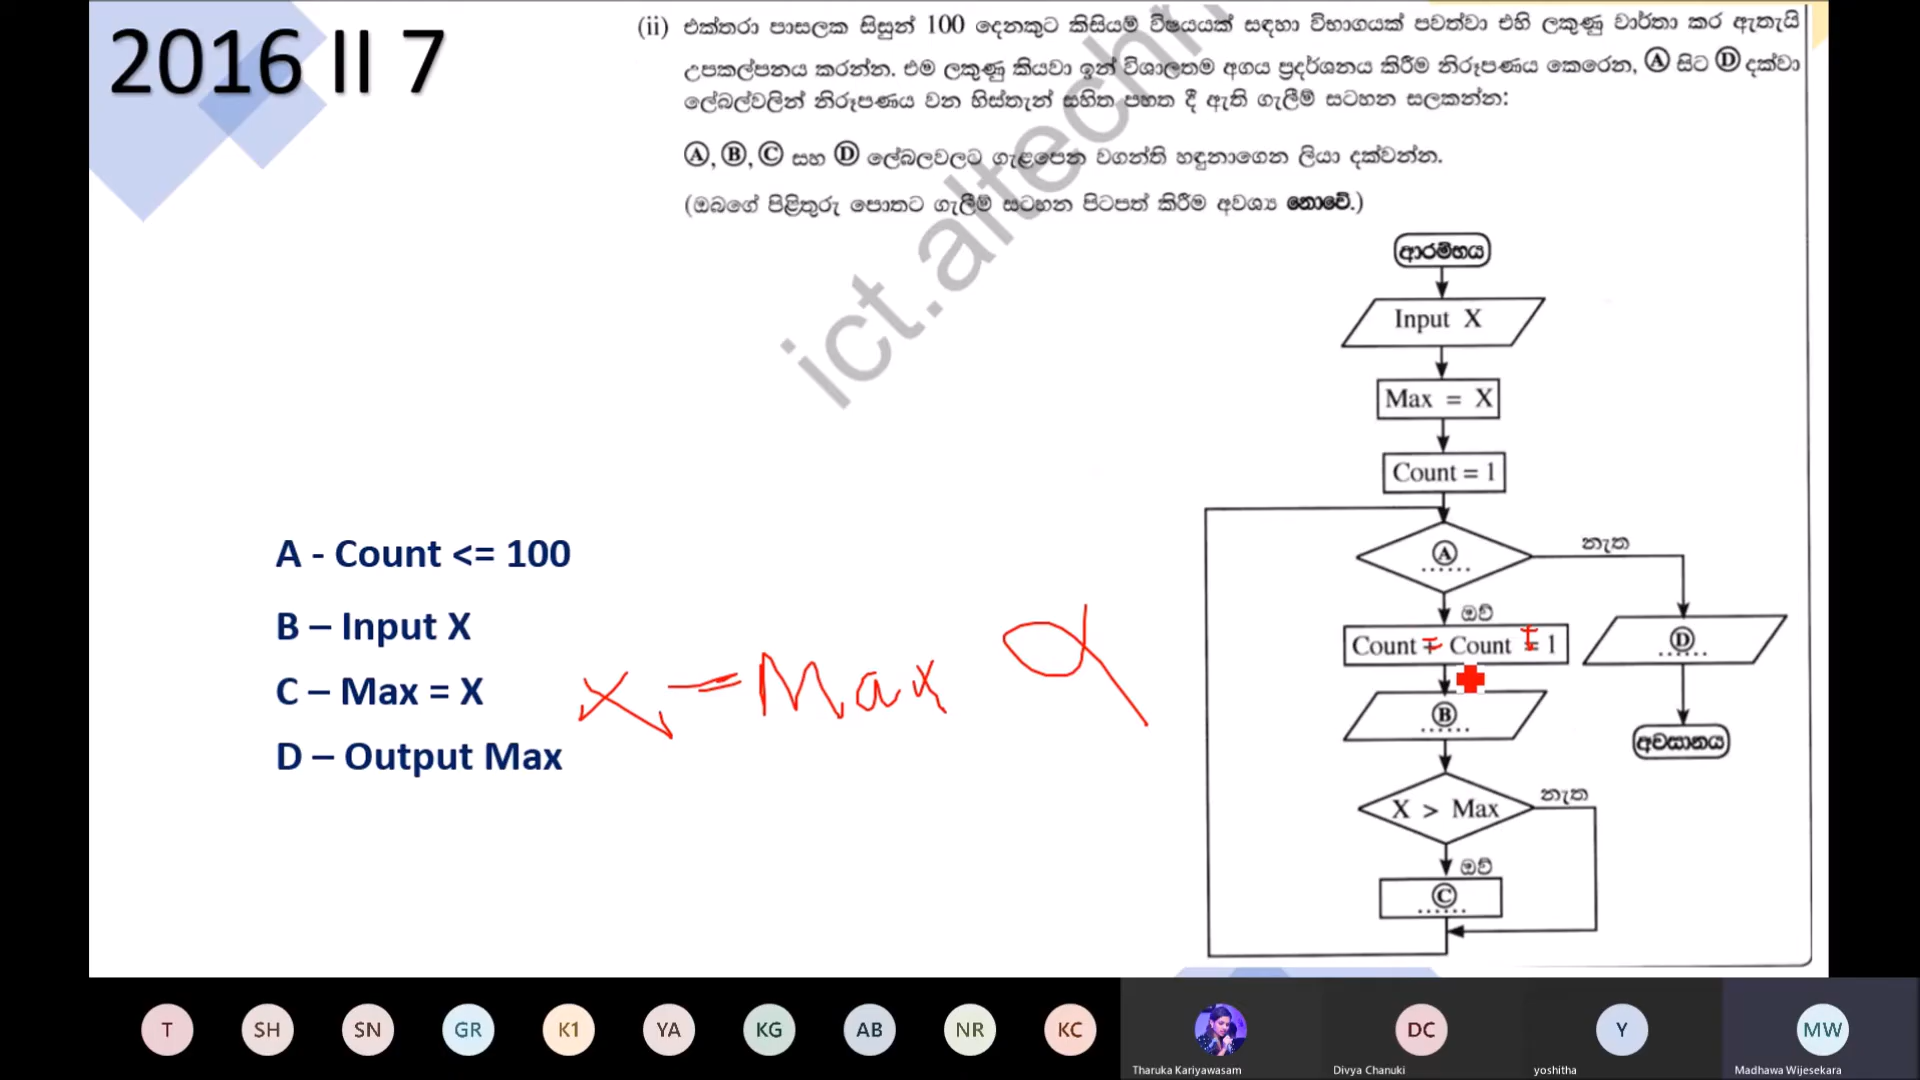 2016 II 7
(ii) එක්තරා පාසලක සිසුන් 100 දෙනකුට කිසියම් විෂයයක් සඳහා විභාගයක් පවත්වා එහි ලකුණු වාර්තා කර ඇතැයි
උපකල්පනය කරන්න. එම ලකුණු කියවා ඉන් විශාලතම අගය ප්‍රදර්ශනය කිරීම නිරූපණය කෙරෙන, Ⓐ සිට Ⓓ දක්වා
ලේබල්වලින් නිරූපණය වන හිස්තැන් සහිත පහත දී ඇති ගැලීම් සටහන සලකන්න:
Ⓐ, Ⓑ, Ⓒ සහ Ⓓ ලේබලවලට ගැළපෙන වගන්ති හඳුනාගෙන ලියා දක්වන්න.
(ඔබගේ පිළිතුරු පොතට ගැලීම් සටහන පිටපත් කිරීම අවශ්‍ය නොවේ.)
ict.altech
ආරම්භය
Input X
Max = X
Count = 1
Ⓐ
......
නැත
ඔව්
Count = Count + 1
Ⓓ
......
Ⓑ
......
අවසානය
X > Max
නැත
ඔව්
Ⓒ
......
A - Count <= 100
B – Input X
C – Max = X
X = Max
D – Output Max
T SH SN GR K1 YA KG AB NR KC DC Y MW
Tharuka Kariyawasam Divya Chanuki yoshitha Madhawa Wijesekara